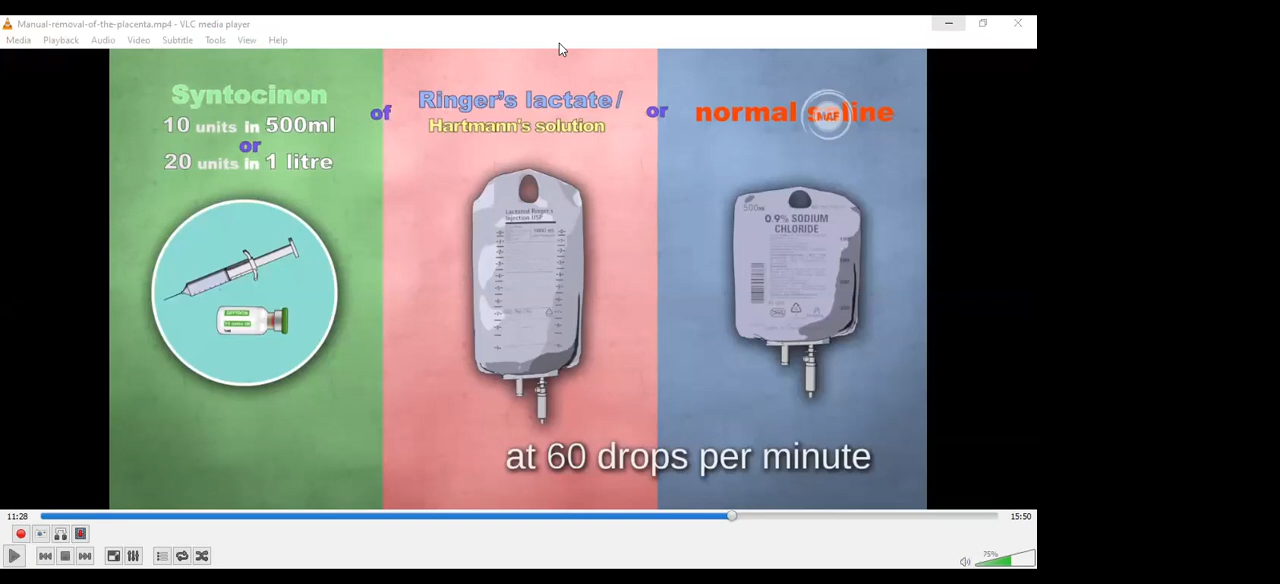 Manual-removal-of-the-placenta.mp4 - VLC media player
Media Playback Audio Video Subtitle Tools View Help
Syntocinon
10 units in 500ml
or
20 units in 1 litre
of
Ringer's lactate /
Hartmann's solution
or
normal saline
MAF
Lactated Ringer's
Injection USP
500ml
0.9% SODIUM
CHLORIDE
at 60 drops per minute
11:28
15:50
75%